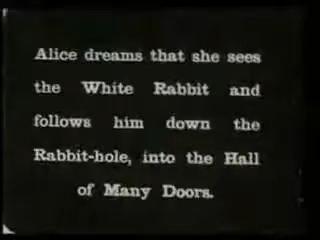 Alice dreams that she sees
the White Rabbit and
follows him down the
Rabbit-hole, into the Hall
of Many Doors.